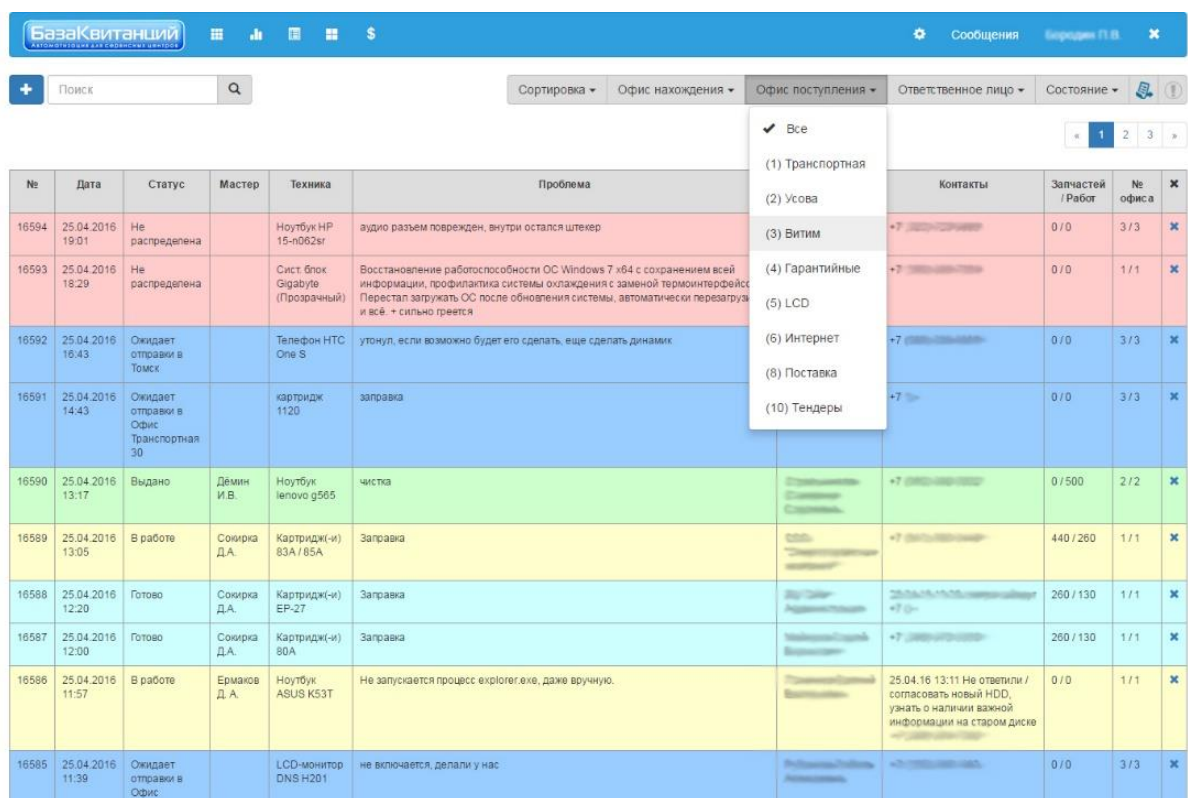 БазаКвитанций
Автоматизация для сервисных центров
$
Сообщения
Бородин П.В.
Поиск
Сортировка
Офис нахождения
Офис поступления
Ответственное лицо
Состояние
Все
(1) Транспортная
(2) Усова
(3) Витим
(4) Гарантийные
(5) LCD
(6) Интернет
(8) Поставка
(10) Тендеры
« 1 2 3 »
№ Дата Статус Мастер Техника Проблема Контакты Запчастей / Работ № офиса
16594 25.04.2016 19:01 Не распределена Ноутбук HP 15-n062sr аудио разъем поврежден, внутри остался штекер +7 0 / 0 3 / 3
16593 25.04.2016 18:29 Не распределена Сист. блок Gigabyte (Прозрачный)
Восстановление работоспособности ОС Windows 7 x64 с сохранением всей
информации, профилактика системы охлаждения с заменой термоинтерфейсо
Перестал загружать ОС после обновления системы, автоматически перезагрузи
и всё. + сильно греется
+7 0 / 0 1 / 1
16592 25.04.2016 16:43 Ожидает отправки в Томск Телефон HTC One S утонул, если возможно будет его сделать, еще сделать динамик +7 0 / 0 3 / 3
16591 25.04.2016 14:43 Ожидает отправки в Офис Транспортная 30 картридж 1120 заправка +7 0 / 0 3 / 3
16590 25.04.2016 13:17 Выдано Дёмин И.В. Ноутбук lenovo g565 чистка +7 0 / 500 2 / 2
16589 25.04.2016 13:05 В работе Сокирка Д.А. Картридж(-и) 83A / 85A Заправка +7 440 / 260 1 / 1
16588 25.04.2016 12:20 Готово Сокирка Д.А. Картридж(-и) EP-27 Заправка +7 260 / 130 1 / 1
16587 25.04.2016 12:00 Готово Сокирка Д.А. Картридж(-и) 80A Заправка +7 260 / 130 1 / 1
16586 25.04.2016 11:57 В работе Ермаков Д. А. Ноутбук ASUS K53T Не запускается процесс explorer.exe, даже вручную.
25.04.16 13:11 Не ответили /
согласовать новый HDD,
узнать о наличии важной
информации на старом диске
0 / 0 1 / 1
16585 25.04.2016 11:39 Ожидает отправки в Офис LCD-монитор DNS H201 не включается, делали у нас 0 / 0 3 / 3